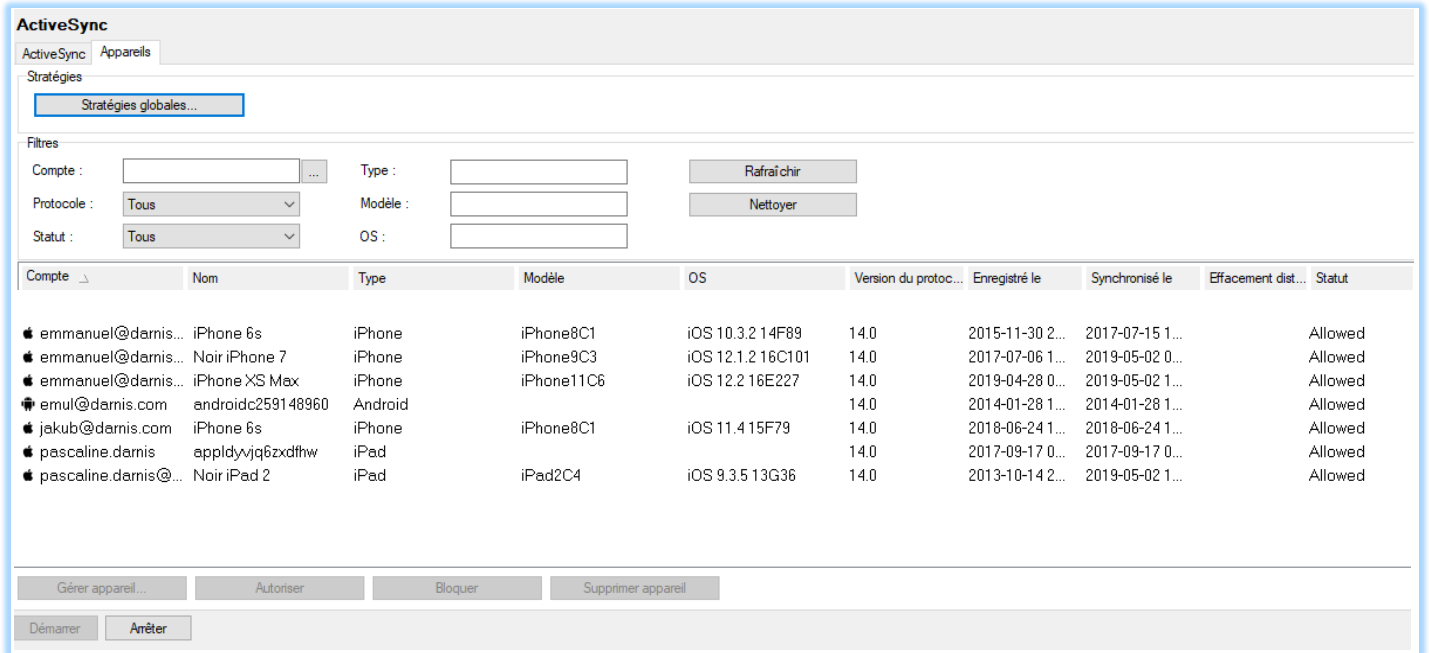 ActiveSync
ActiveSync Appareils
Stratégies
Stratégies globales...
Filtres
Compte : ... Type : Rafraîchir
Protocole : Tous Modèle : Nettoyer
Statut : Tous OS :
Compte Nom Type Modèle OS Version du protoc... Enregistré le Synchronisé le Effacement dist... Statut
emmanuel@darnis... iPhone 6s iPhone iPhone8C1 iOS 10.3.2 14F89 14.0 2015-11-30 2... 2017-07-15 1... Allowed
emmanuel@darnis... Noir iPhone 7 iPhone iPhone9C3 iOS 12.1.2 16C101 14.0 2017-07-06 1... 2019-05-02 0... Allowed
emmanuel@darnis... iPhone XS Max iPhone iPhone11C6 iOS 12.2 16E227 14.0 2019-04-28 0... 2019-05-02 1... Allowed
emul@darnis.com androidc259148960 Android 14.0 2014-01-28 1... 2014-01-28 1... Allowed
jakub@darnis.com iPhone 6s iPhone iPhone8C1 iOS 11.4 15F79 14.0 2018-06-24 1... 2018-06-24 1... Allowed
pascaline.darnis appldyvjq6zxdfhw iPad 14.0 2017-09-17 0... 2017-09-17 0... Allowed
pascaline.darnis@... Noir iPad 2 iPad iPad2C4 iOS 9.3.5 13G36 14.0 2013-10-14 2... 2019-05-02 1... Allowed
Gérer appareil... Autoriser Bloquer Supprimer appareil
Démarrer Arrêter